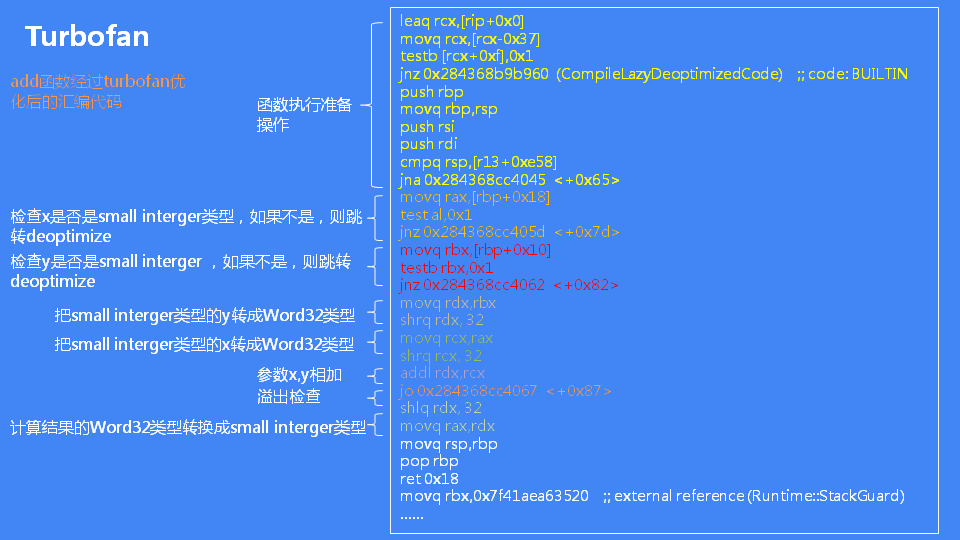 Turbofan
add函数经过turbofan优
化后的汇编代码
函数执行准备
操作
检查x是否是small interger类型，如果不是，则跳
转deoptimize
检查y是否是small interger ，如果不是，则跳转
deoptimize
把small interger类型的y转成Word32类型
把small interger类型的x转成Word32类型
参数x,y相加
溢出检查
计算结果的Word32类型转换成small interger类型
leaq rcx,[rip+0x0]
movq rcx,[rcx-0x37]
testb [rcx+0xf],0x1
jnz 0x284368b9b960 (CompileLazyDeoptimizedCode) ;; code: BUILTIN
push rbp
movq rbp,rsp
push rsi
push rdi
cmpq rsp,[r13+0xe58]
jna 0x284368cc4045 <+0x65>
movq rax,[rbp+0x18]
test al,0x1
jnz 0x284368cc405d <+0x7d>
movq rbx,[rbp+0x10]
testb rbx,0x1
jnz 0x284368cc4062 <+0x82>
movq rdx,rbx
shrq rdx, 32
movq rcx,rax
shrq rcx, 32
addl rdx,rcx
jo 0x284368cc4067 <+0x87>
shlq rdx, 32
movq rax,rdx
movq rsp,rbp
pop rbp
ret 0x18
movq rbx,0x7f41aea63520 ;; external reference (Runtime::StackGuard)
......